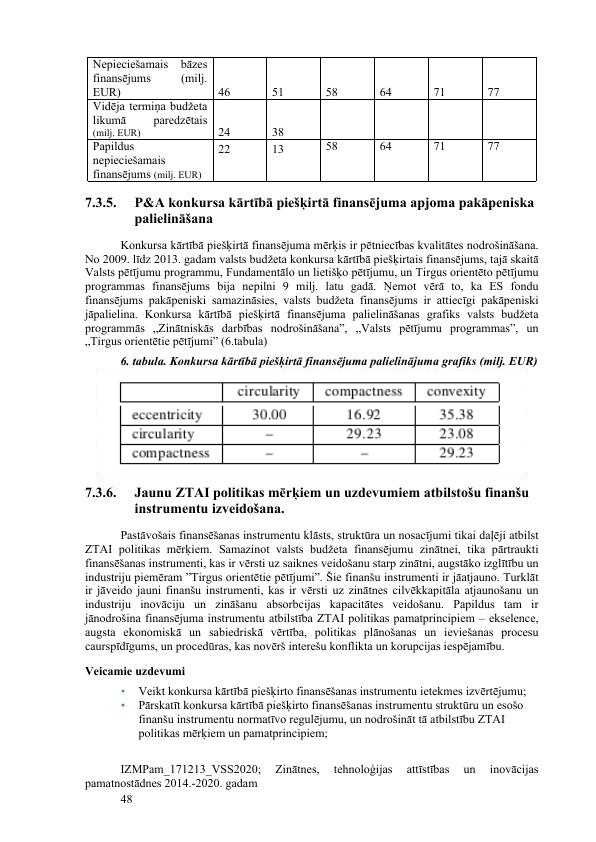 Nepieciešamais bāzes
finansējums (milj.
EUR) 46 51 58 64 71 77
Vidēja termiņa budžeta
likumā paredzētais
(milj. EUR) 24 38
Papildus 22 13 58 64 71 77
nepieciešamais
finansējums (milj. EUR)
7.3.5. P&A konkursa kārtībā piešķirtā finansējuma apjoma pakāpeniska
palielināšana
Konkursa kārtībā piešķirtā finansējuma mērķis ir pētniecības kvalitātes nodrošināšana.
No 2009. līdz 2013. gadam valsts budžeta konkursa kārtībā piešķirtais finansējums, tajā skaitā
Valsts pētījumu programmu, Fundamentālo un lietišķo pētījumu, un Tirgus orientēto pētījumu
programmas finansējums bija nepilni 9 milj. latu gadā. Ņemot vērā to, ka ES fondu
finansējums pakāpeniski samazināsies, valsts budžeta finansējums ir attiecīgi pakāpeniski
jāpalielina. Konkursa kārtībā piešķirtā finansējuma palielināšanas grafiks valsts budžeta
programmās „Zinātniskās darbības nodrošināšana”, „Valsts pētījumu programmas”, un
„Tirgus orientētie pētījumi” (6.tabula)
6. tabula. Konkursa kārtībā piešķirtā finansējuma palielinājuma grafiks (milj. EUR)
circularity compactness convexity
eccentricity 30.00 16.92 35.38
circularity – 29.23 23.08
compactness – – 29.23
7.3.6. Jaunu ZTAI politikas mērķiem un uzdevumiem atbilstošu finanšu
instrumentu izveidošana.
Pastāvošais finansēšanas instrumentu klāsts, struktūra un nosacījumi tikai daļēji atbilst
ZTAI politikas mērķiem. Samazinot valsts budžeta finansējumu zinātnei, tika pārtraukti
finansēšanas instrumenti, kas ir vērsti uz saiknes veidošanu starp zinātni, augstāko izglītību un
industriju piemēram ”Tirgus orientētie pētījumi”. Šie finanšu instrumenti ir jāatjauno. Turklāt
ir jāveido jauni finanšu instrumenti, kas ir vērsti uz zinātnes cilvēkkapitāla atjaunošanu un
industriju inovāciju un zināšanu absorbcijas kapacitātes veidošanu. Papildus tam ir
jānodrošina finansējuma instrumentu atbilstība ZTAI politikas pamatprincipiem – ekselence,
augsta ekonomiskā un sabiedriskā vērtība, politikas plānošanas un ieviešanas procesu
caurspīdīgums, un procedūras, kas novērš interešu konflikta un korupcijas iespējamību.
Veicamie uzdevumi
• Veikt konkursa kārtībā piešķirto finansēšanas instrumentu ietekmes izvērtējumu;
• Pārskatīt konkursa kārtībā piešķirto finansēšanas instrumentu struktūru un esošo
finanšu instrumentu normatīvo regulējumu, un nodrošināt tā atbilstību ZTAI
politikas mērķiem un pamatprincipiem;
IZMPam_171213_VSS2020; Zinātnes, tehnoloģijas attīstības un inovācijas
pamatnostādnes 2014.-2020. gadam
48